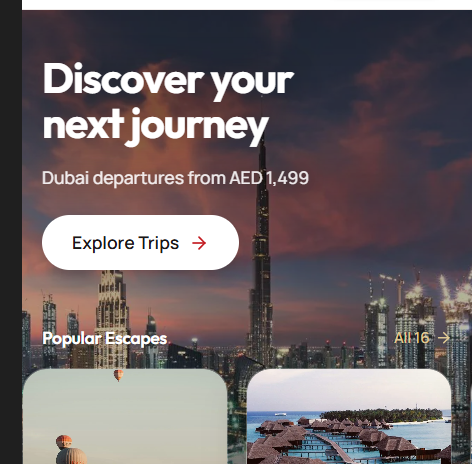 Discover your
next journey
Dubai departures from AED 1,499
Explore Trips →
Popular Escapes
All 16 →